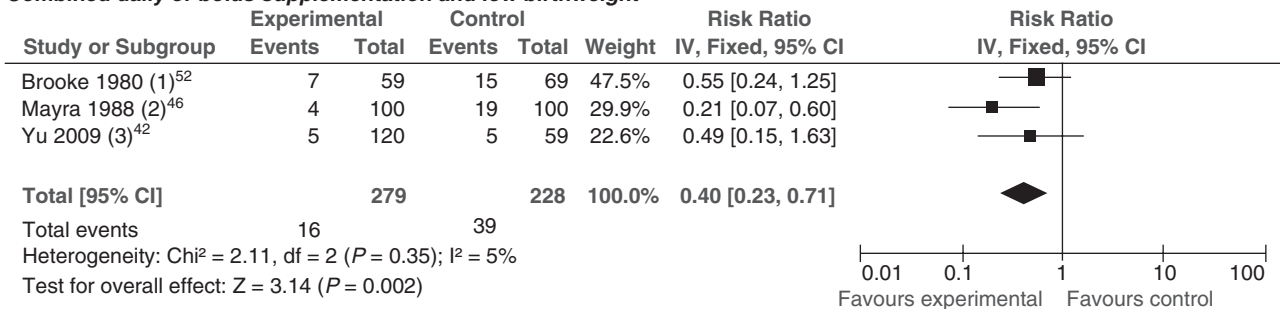 Combined daily or bolus supplementation and low birthweight
Experimental Control Risk Ratio Risk Ratio
Study or Subgroup Events Total Events Total Weight IV, Fixed, 95% CI IV, Fixed, 95% CI
Brooke 1980 (1)52 7 59 15 69 47.5% 0.55 [0.24, 1.25]
Mayra 1988 (2)46 4 100 19 100 29.9% 0.21 [0.07, 0.60]
Yu 2009 (3)42 5 120 5 59 22.6% 0.49 [0.15, 1.63]
Total [95% CI] 279 228 100.0% 0.40 [0.23, 0.71]
Total events 16 39
Heterogeneity: Chi² = 2.11, df = 2 (P = 0.35); I² = 5%
Test for overall effect: Z = 3.14 (P = 0.002)
0.01 0.1 1 10 100
Favours experimental Favours control